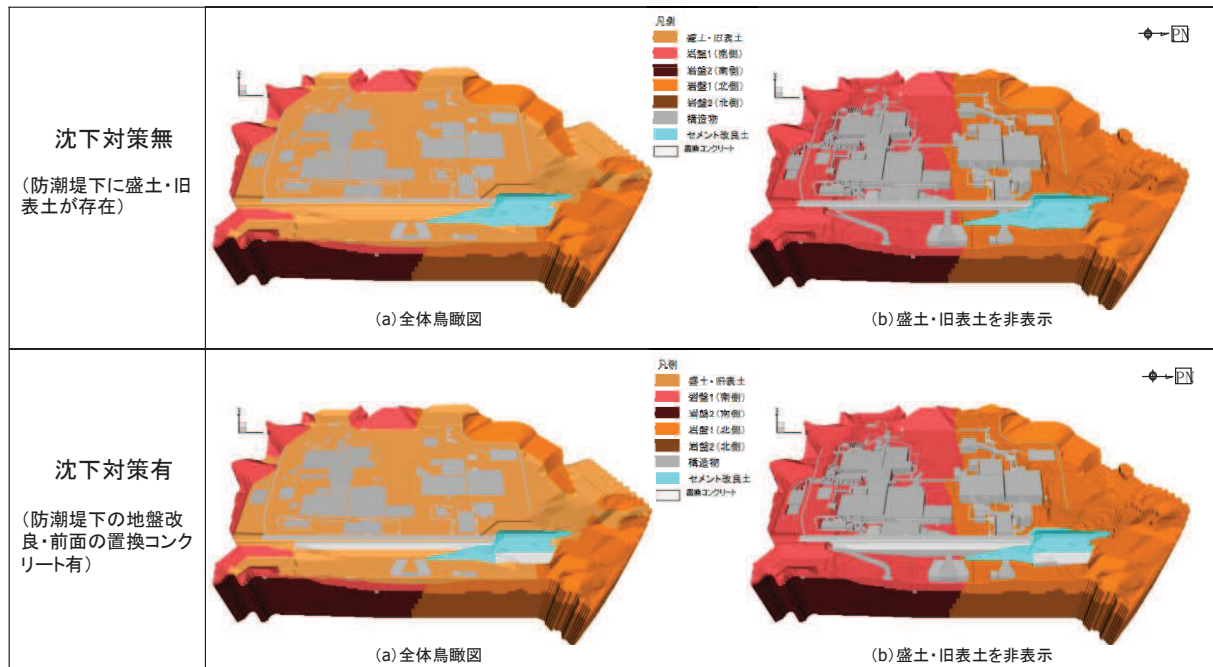 沈下対策無
(防潮堤下に盛土・旧
表土が存在)
凡例
盛土・旧表土
岩盤1(南側)
岩盤2(南側)
岩盤1(北側)
岩盤2(北側)
構造物
セメント改良土
置換コンクリート
PN
(a)全体鳥瞰図
(b)盛土・旧表土を非表示
沈下対策有
(防潮堤下の地盤改
良・前面の置換コンク
リート有)
凡例
盛土・旧表土
岩盤1(南側)
岩盤2(南側)
岩盤1(北側)
岩盤2(北側)
構造物
セメント改良土
置換コンクリート
PN
(a)全体鳥瞰図
(b)盛土・旧表土を非表示